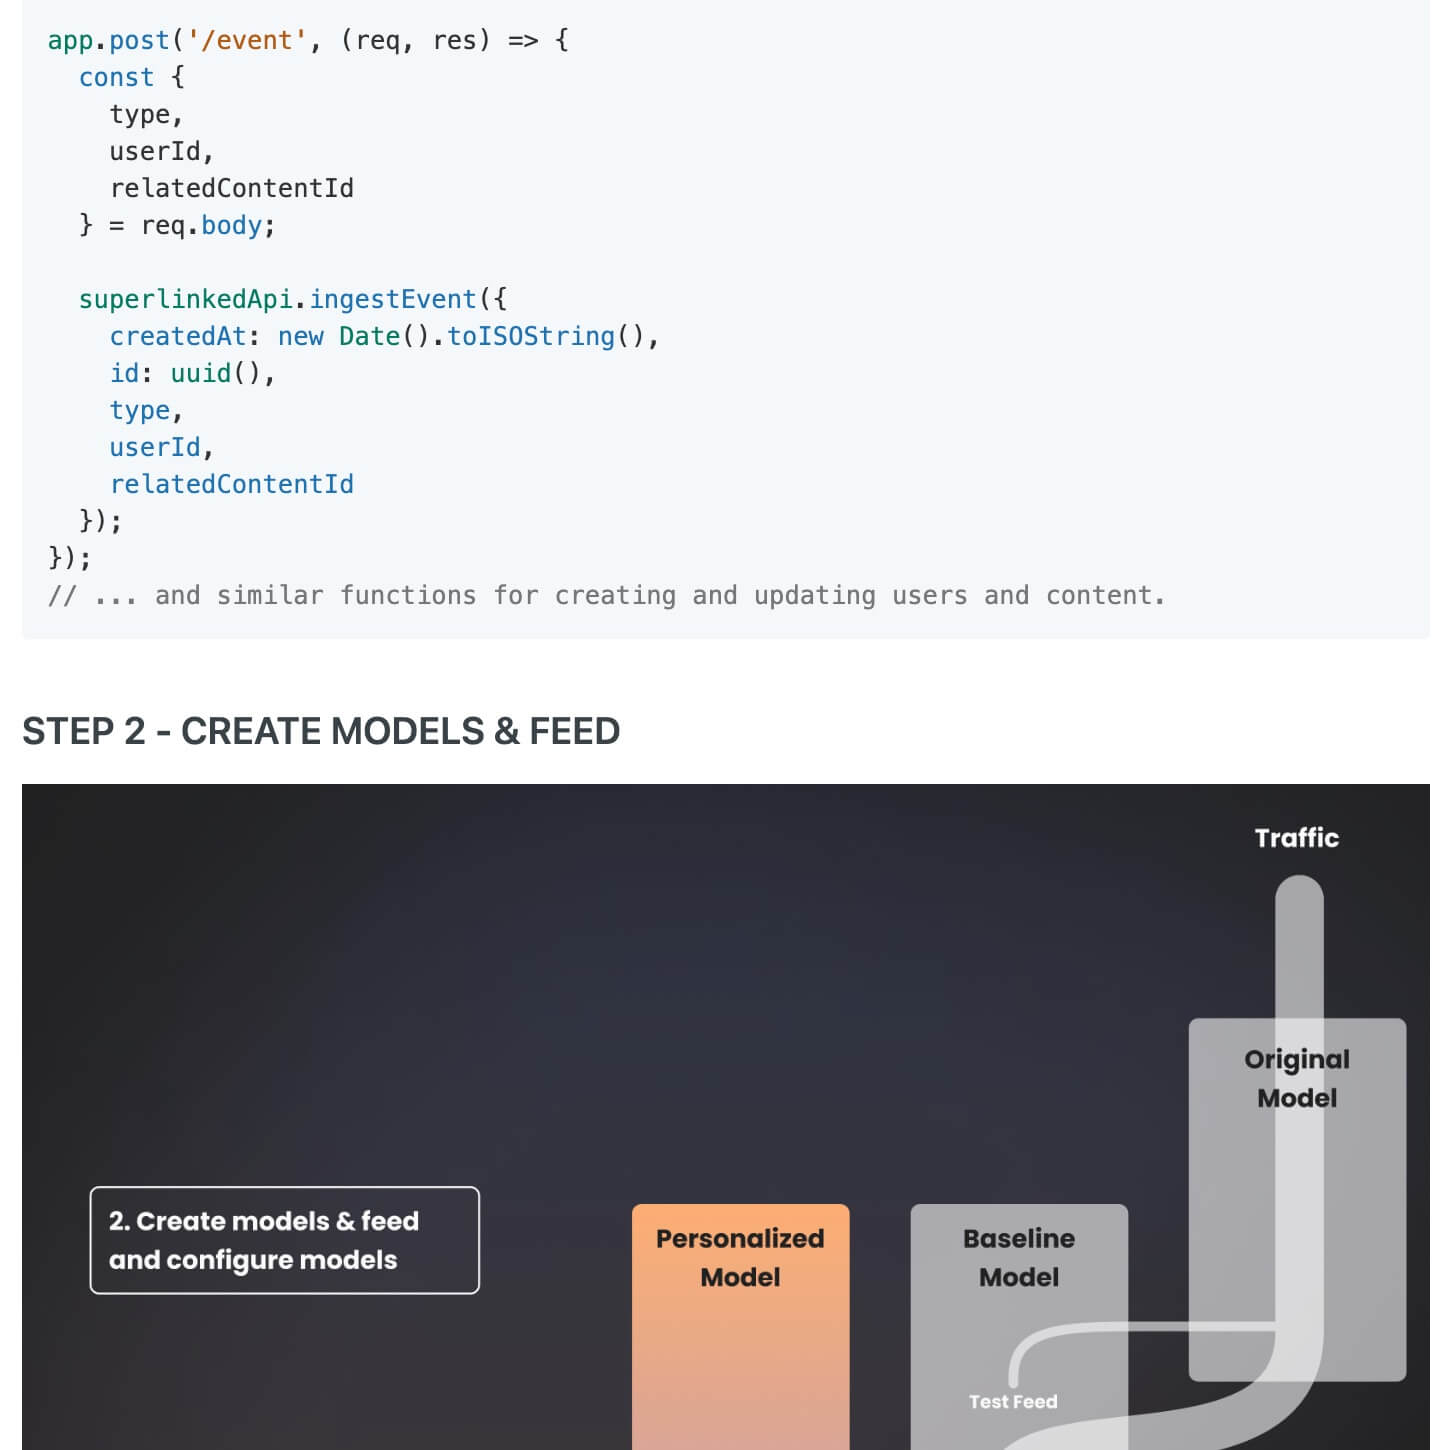 app.post('/event', (req, res) => {
  const {
    type,
    userId,
    relatedContentId
  } = req.body;

  superlinkedApi.ingestEvent({
    createdAt: new Date().toISOString(),
    id: uuid(),
    type,
    userId,
    relatedContentId
  });
});
// ... and similar functions for creating and updating users and content.
STEP 2 - CREATE MODELS & FEED
Traffic
Original
Model
2. Create models & feed
and configure models
Personalized
Model
Baseline
Model
Test Feed